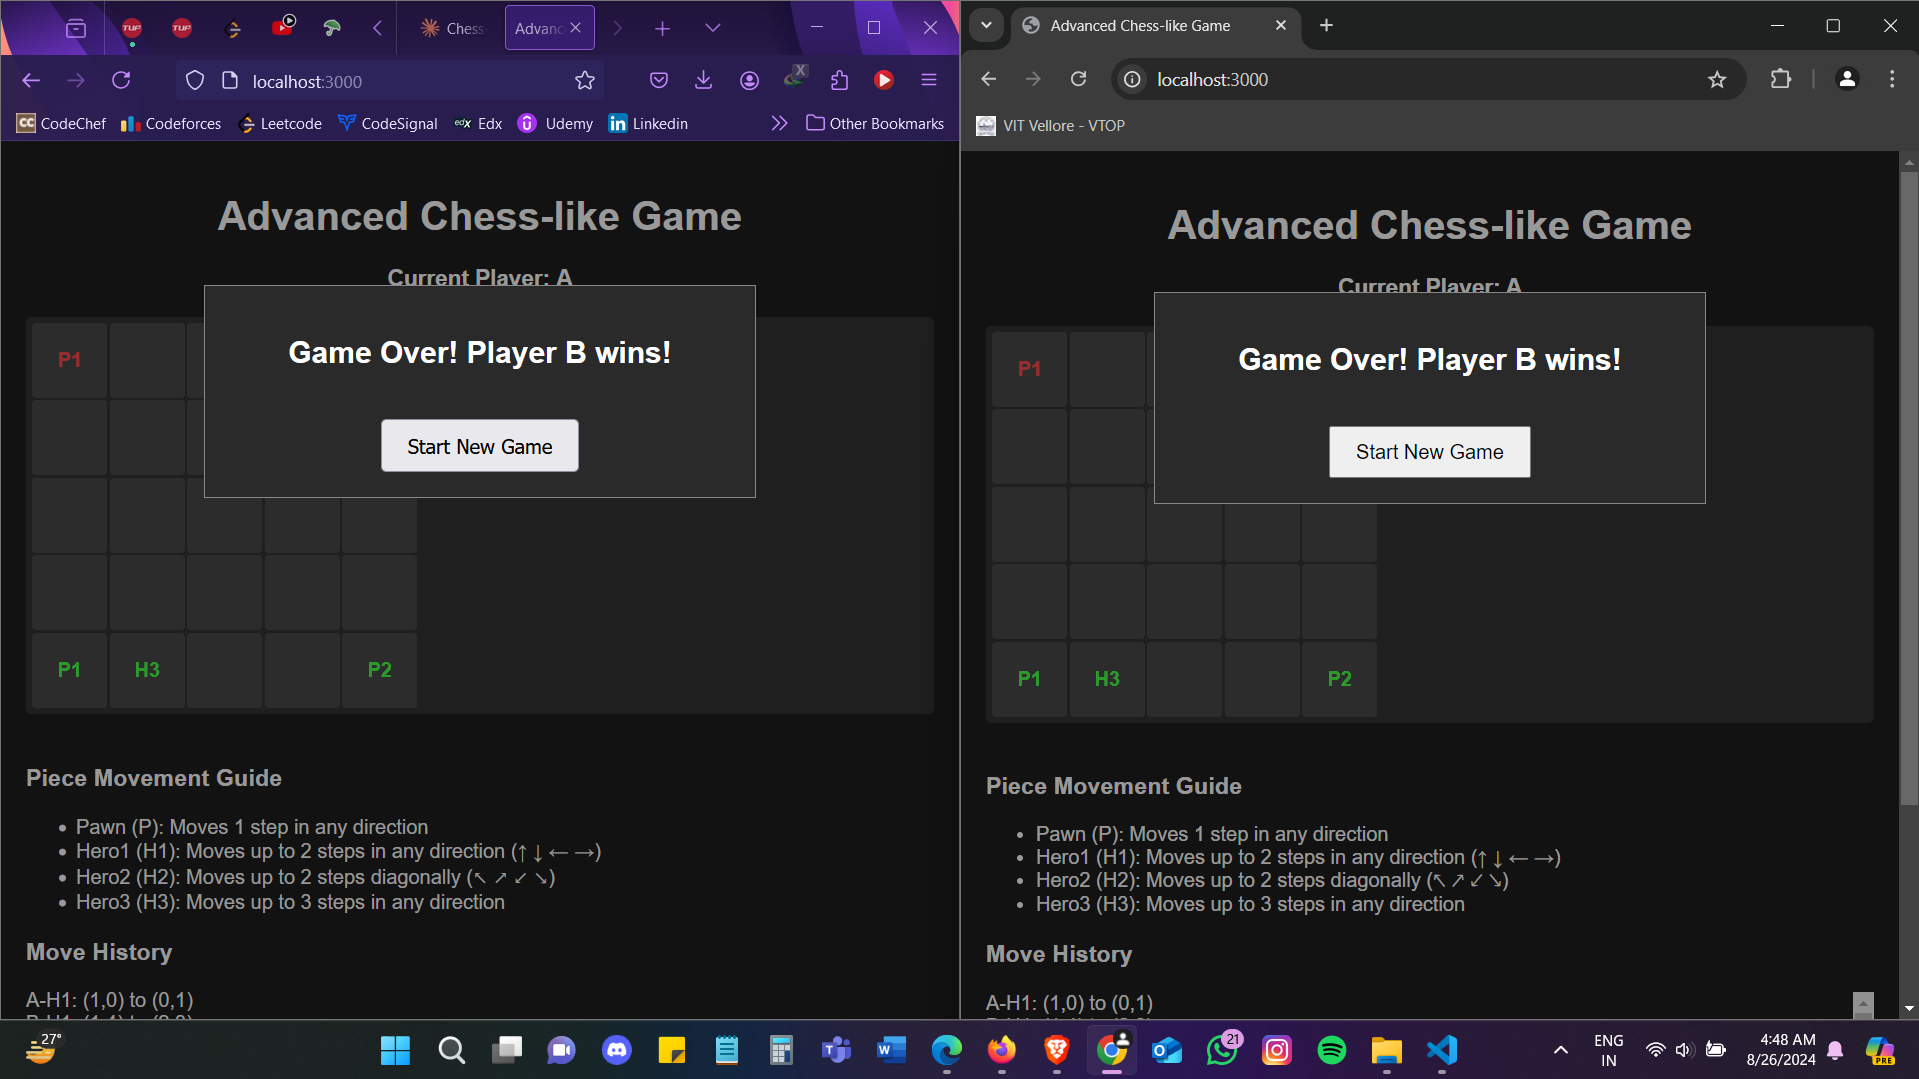 TUF
TUF
Chess
Advanc
localhost:3000
X
CC CodeChef
Codeforces
Leetcode
CodeSignal
edX Edx
Udemy
in Linkedin
Other Bookmarks
Advanced Chess-like Game
Current Player: A
Game Over! Player B wins!
Start New Game
P1
P1 H3 P2
Piece Movement Guide
• Pawn (P): Moves 1 step in any direction
• Hero1 (H1): Moves up to 2 steps in any direction (↑↓←→)
• Hero2 (H2): Moves up to 2 steps diagonally (↖↗↙↘)
• Hero3 (H3): Moves up to 3 steps in any direction
Move History
A-H1: (1,0) to (0,1)
Advanced Chess-like Game
localhost:3000
VIT Vellore - VTOP
Advanced Chess-like Game
Current Player: A
Game Over! Player B wins!
Start New Game
P1
P1 H3 P2
Piece Movement Guide
• Pawn (P): Moves 1 step in any direction
• Hero1 (H1): Moves up to 2 steps in any direction (↑↓←→)
• Hero2 (H2): Moves up to 2 steps diagonally (↖↗↙↘)
• Hero3 (H3): Moves up to 3 steps in any direction
Move History
A-H1: (1,0) to (0,1)
27°
21
ENG
IN
4:48 AM
8/26/2024
PRE